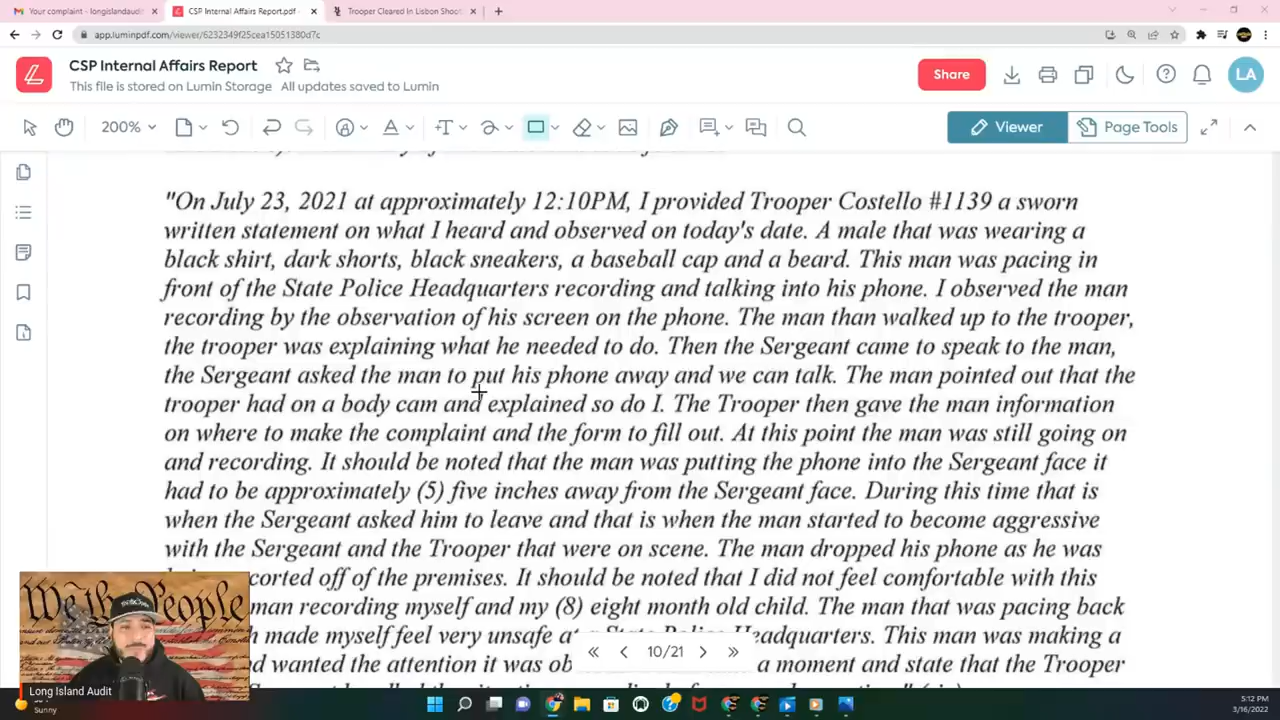 Your complaint - longislandaudi
CSP Internal Affairs Report.pdf -
Trooper Cleared In Lisbon Shoot
app.luminpdf.com/viewer/6232349f25cea15051380d7c
CSP Internal Affairs Report
This file is stored on Lumin Storage All updates saved to Lumin
Share
LA
200%
Viewer
Page Tools
"On July 23, 2021 at approximately 12:10PM, I provided Trooper Costello #1139 a sworn
written statement on what I heard and observed on today's date. A male that was wearing a
black shirt, dark shorts, black sneakers, a baseball cap and a beard. This man was pacing in
front of the State Police Headquarters recording and talking into his phone. I observed the man
recording by the observation of his screen on the phone. The man than walked up to the trooper,
the trooper was explaining what he needed to do. Then the Sergeant came to speak to the man,
the Sergeant asked the man to put his phone away and we can talk. The man pointed out that the
trooper had on a body cam and explained so do I. The Trooper then gave the man information
on where to make the complaint and the form to fill out. At this point the man was still going on
and recording. It should be noted that the man was putting the phone into the Sergeant face it
had to be approximately (5) five inches away from the Sergeant face. During this time that is
when the Sergeant asked him to leave and that is when the man started to become aggressive
with the Sergeant and the Trooper that were on scene. The man dropped his phone as he was
escorted off of the premises. It should be noted that I did not feel comfortable with this
man recording myself and my (8) eight month old child. The man that was pacing back
made myself feel very unsafe at a State Police Headquarters. This man was making a
wanted the attention it was a moment and state that the Trooper
10/21
We the People
Long Island Audit
Sunny
5:12 PM
3/16/2022